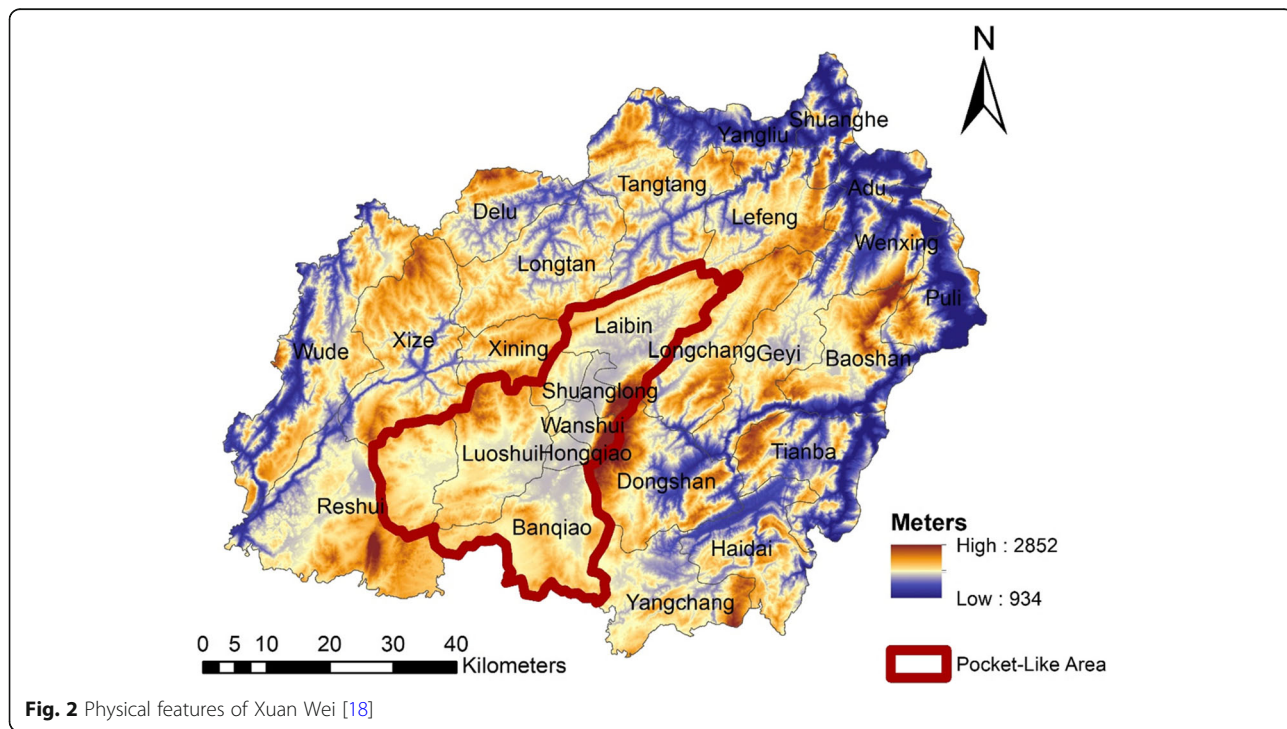 N
Shuanghe
Yangliu
Tangtang
Adu
Delu
Lefeng
Wenxing
Longtan
Puli
Laibin
Wude
Xize
Xining
Longchang
Geyi
Baoshan
Shuanglong
Wanshui
Luoshui
Hongqiao
Tianba
Dongshan
Reshui
Banqiao
Haidai
Yangchang
Meters
High : 2852
Low : 934
0 5 10 20 30 40
Kilometers
Pocket-Like Area
Fig. 2 Physical features of Xuan Wei [18]